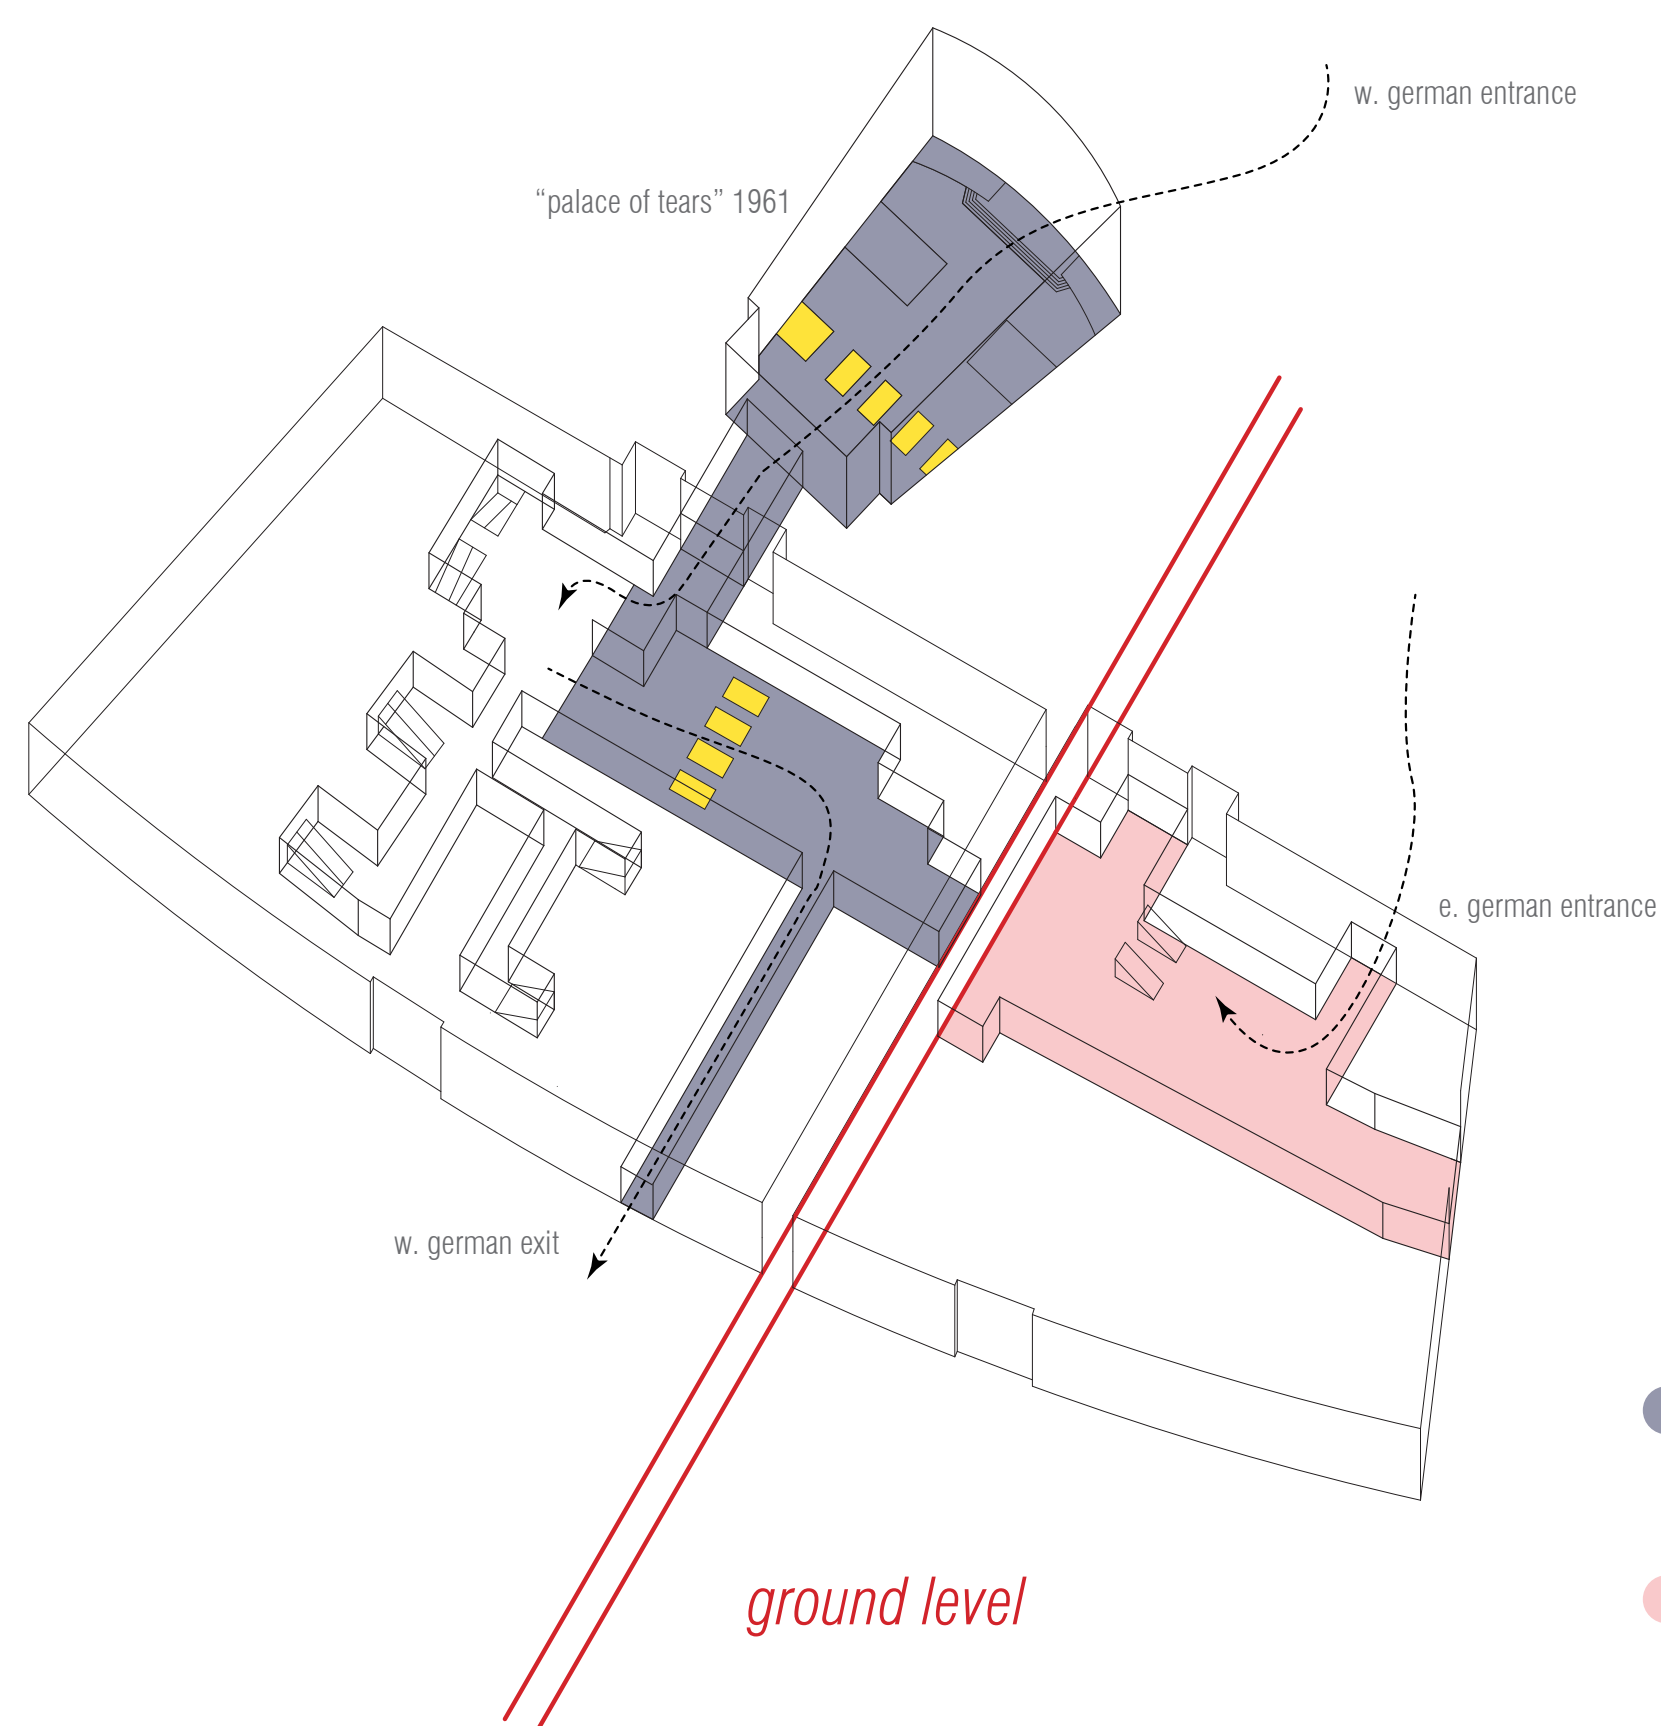 w. german entrance
“palace of tears” 1961
e. german entrance
w. german exit
ground level